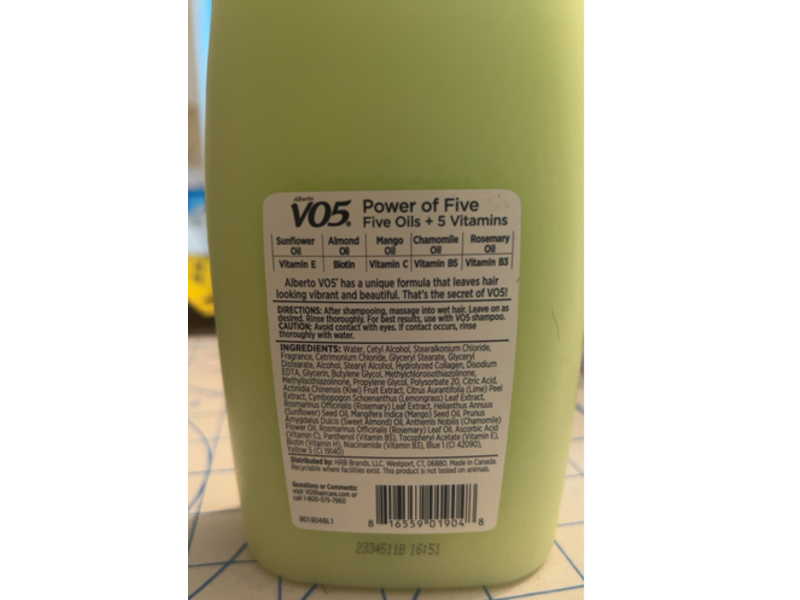 Alberto
VO5®
Power of Five
Five Oils + 5 Vitamins
Sunflower Oil Almond Oil Mango Oil Chamomile Oil Rosemary Oil
Vitamin E Biotin Vitamin C Vitamin B5 Vitamin B3
Alberto VO5® has a unique formula that leaves hair
looking vibrant and beautiful. That's the secret of VO5!
DIRECTIONS: After shampooing, massage into wet hair. Leave on as
desired. Rinse thoroughly. For best results, use with VO5 shampoo.
CAUTION: Avoid contact with eyes. If contact occurs, rinse
thoroughly with water.
INGREDIENTS: Water, Cetyl Alcohol, Stearalkonium Chloride,
Fragrance, Cetrimonium Chloride, Glyceryl Stearate, Glyceryl
Distearate, Alcohol, Stearyl Alcohol, Hydrolyzed Collagen, Disodium
EDTA, Glycerin, Butylene Glycol, Methylchloroisothiazolinone,
Methylisothiazolinone, Propylene Glycol, Polysorbate 20, Citric Acid,
Actinidia Chinensis (Kiwi) Fruit Extract, Citrus Aurantifolia (Lime) Peel
Extract, Cymbopogon Schoenanthus (Lemongrass) Leaf Extract,
Rosmarinus Officinalis (Rosemary) Leaf Extract, Helianthus Annuus
(Sunflower) Seed Oil, Mangifera Indica (Mango) Seed Oil, Prunus
Amygdalus Dulcis (Sweet Almond) Oil, Anthemis Nobilis (Chamomile)
Flower Oil, Rosmarinus Officinalis (Rosemary) Leaf Oil, Ascorbic Acid
(Vitamin C), Panthenol (Vitamin B5), Tocopheryl Acetate (Vitamin E),
Biotin (Vitamin H), Niacinamide (Vitamin B3), Blue 1 (CI 42090),
Yellow 5 (CI 19140)
Distributed by: HRB Brands, LLC, Westport, CT, 06880. Made in Canada.
Recyclable where facilities exist. This product is not tested on animals.
Questions or Comments:
visit VO5haircare.com or
call 1-800-575-7960
901904BL1
8 16559 01904 8
2334511B 16:51